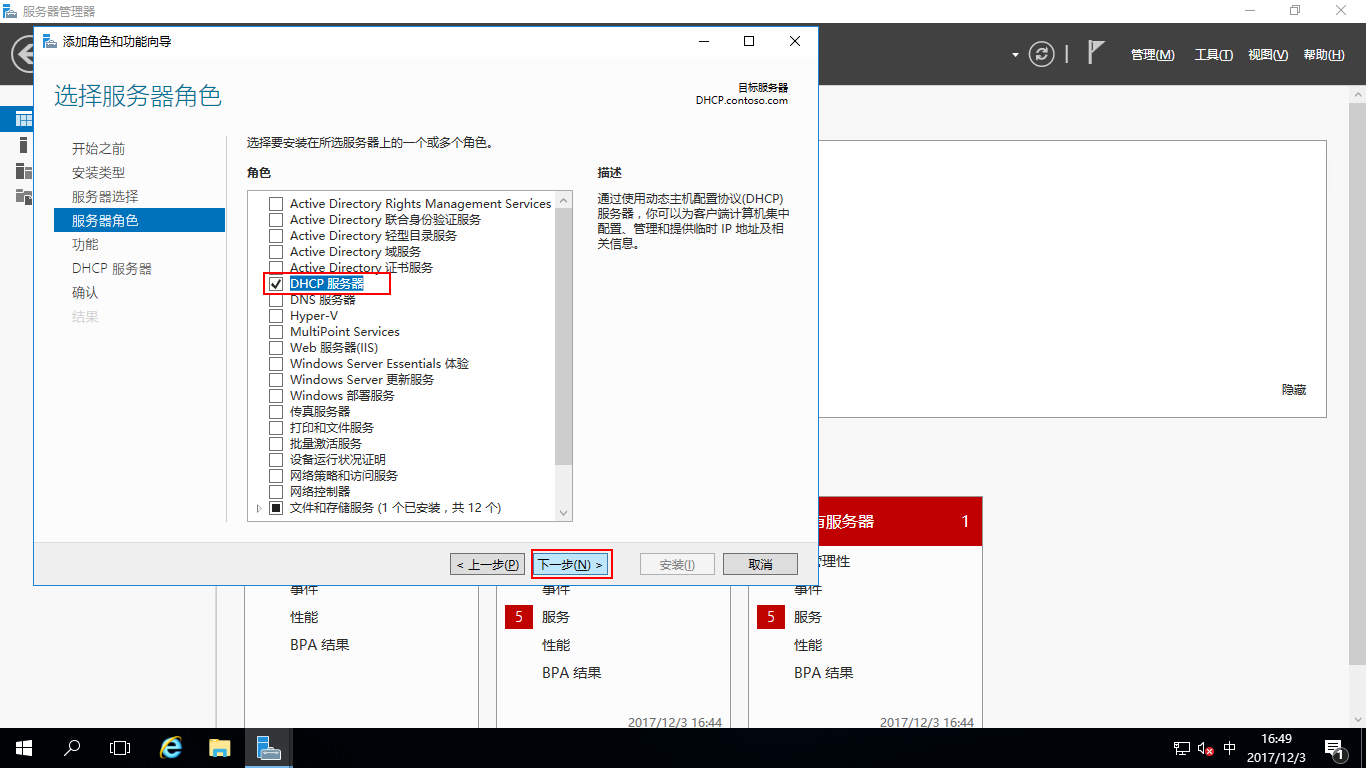 服务器管理器
添加角色和功能向导
管理(M)
工具(T)
视图(V)
帮助(H)
选择服务器角色
目标服务器
DHCP.contoso.com
开始之前
安装类型
服务器选择
服务器角色
功能
DHCP 服务器
确认
结果
选择要安装在所选服务器上的一个或多个角色。
角色
Active Directory Rights Management Services
Active Directory 联合身份验证服务
Active Directory 轻型目录服务
Active Directory 域服务
Active Directory 证书服务
DHCP 服务器
DNS 服务器
Hyper-V
MultiPoint Services
Web 服务器(IIS)
Windows Server Essentials 体验
Windows Server 更新服务
Windows 部署服务
传真服务器
打印和文件服务
批量激活服务
设备运行状况证明
网络策略和访问服务
网络控制器
文件和存储服务 (1 个已安装，共 12 个)
描述
通过使用动态主机配置协议(DHCP)
服务器，你可以为客户端计算机集中
配置、管理和提供临时 IP 地址及相
关信息。
< 上一步(P)
下一步(N) >
安装(I)
取消
隐藏
有服务器 1
管理性
事件
性能
BPA 结果
事件
5 服务
性能
BPA 结果
2017/12/3 16:44
事件
5 服务
性能
BPA 结果
2017/12/3 16:44
中
16:49
2017/12/3
1